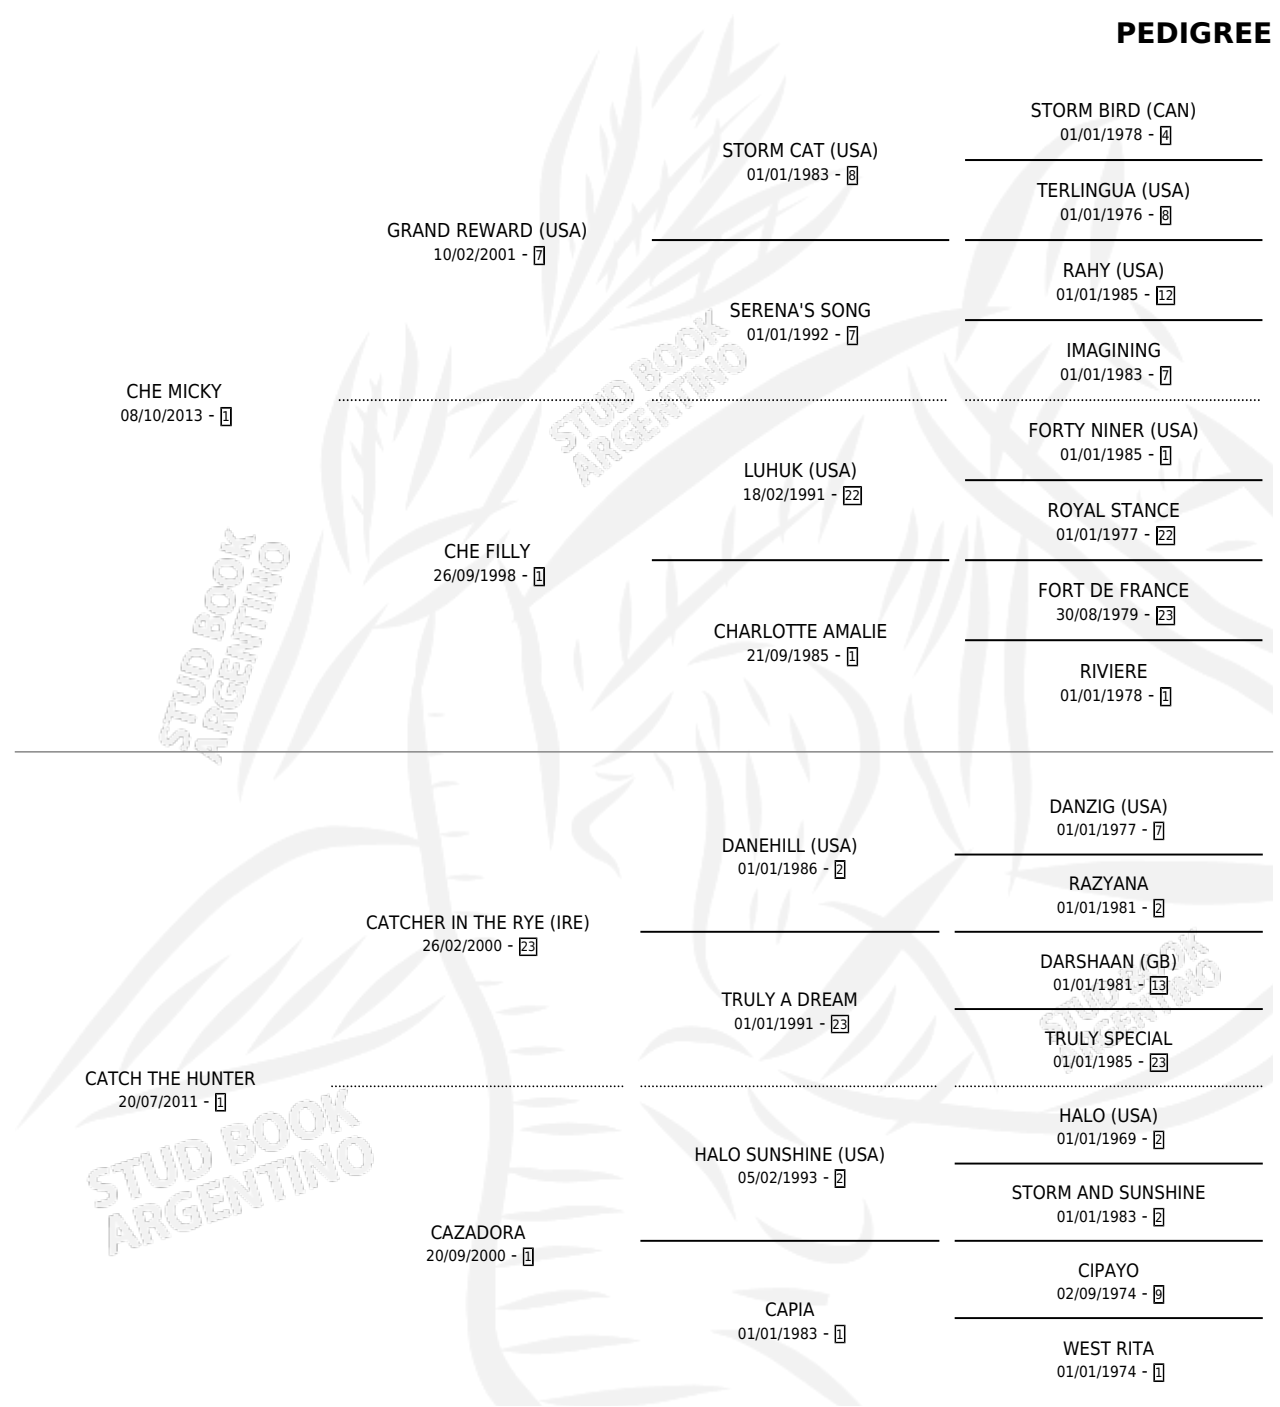 PEDIGREE
STORM BIRD (CAN)
01/01/1978 - 4
STORM CAT (USA)
01/01/1983 - 8
TERLINGUA (USA)
01/01/1976 - 8
GRAND REWARD (USA)
10/02/2001 - 7
RAHY (USA)
01/01/1985 - 12
SERENA'S SONG
01/01/1992 - 7
IMAGINING
01/01/1983 - 7
CHE MICKY
08/10/2013 - 1
FORTY NINER (USA)
01/01/1985 - 1
LUHUK (USA)
18/02/1991 - 22
ROYAL STANCE
01/01/1977 - 22
CHE FILLY
26/09/1998 - 1
FORT DE FRANCE
30/08/1979 - 23
CHARLOTTE AMALIE
21/09/1985 - 1
RIVIERE
01/01/1978 - 1
DANZIG (USA)
01/01/1977 - 7
DANEHILL (USA)
01/01/1986 - 2
RAZYANA
01/01/1981 - 2
CATCHER IN THE RYE (IRE)
26/02/2000 - 23
DARSHAAN (GB)
01/01/1981 - 13
TRULY A DREAM
01/01/1991 - 23
TRULY SPECIAL
01/01/1985 - 23
CATCH THE HUNTER
20/07/2011 - 1
HALO (USA)
01/01/1969 - 2
HALO SUNSHINE (USA)
05/02/1993 - 2
STORM AND SUNSHINE
01/01/1983 - 2
CAZADORA
20/09/2000 - 1
CIPAYO
02/09/1974 - 9
CAPIA
01/01/1983 - 1
WEST RITA
01/01/1974 - 1
STUD BOOK
ARGENTINO
STUD BOOK
ARGENTINO
STUD BOOK
ARGENTINO
STUD BOOK
ARGENTINO